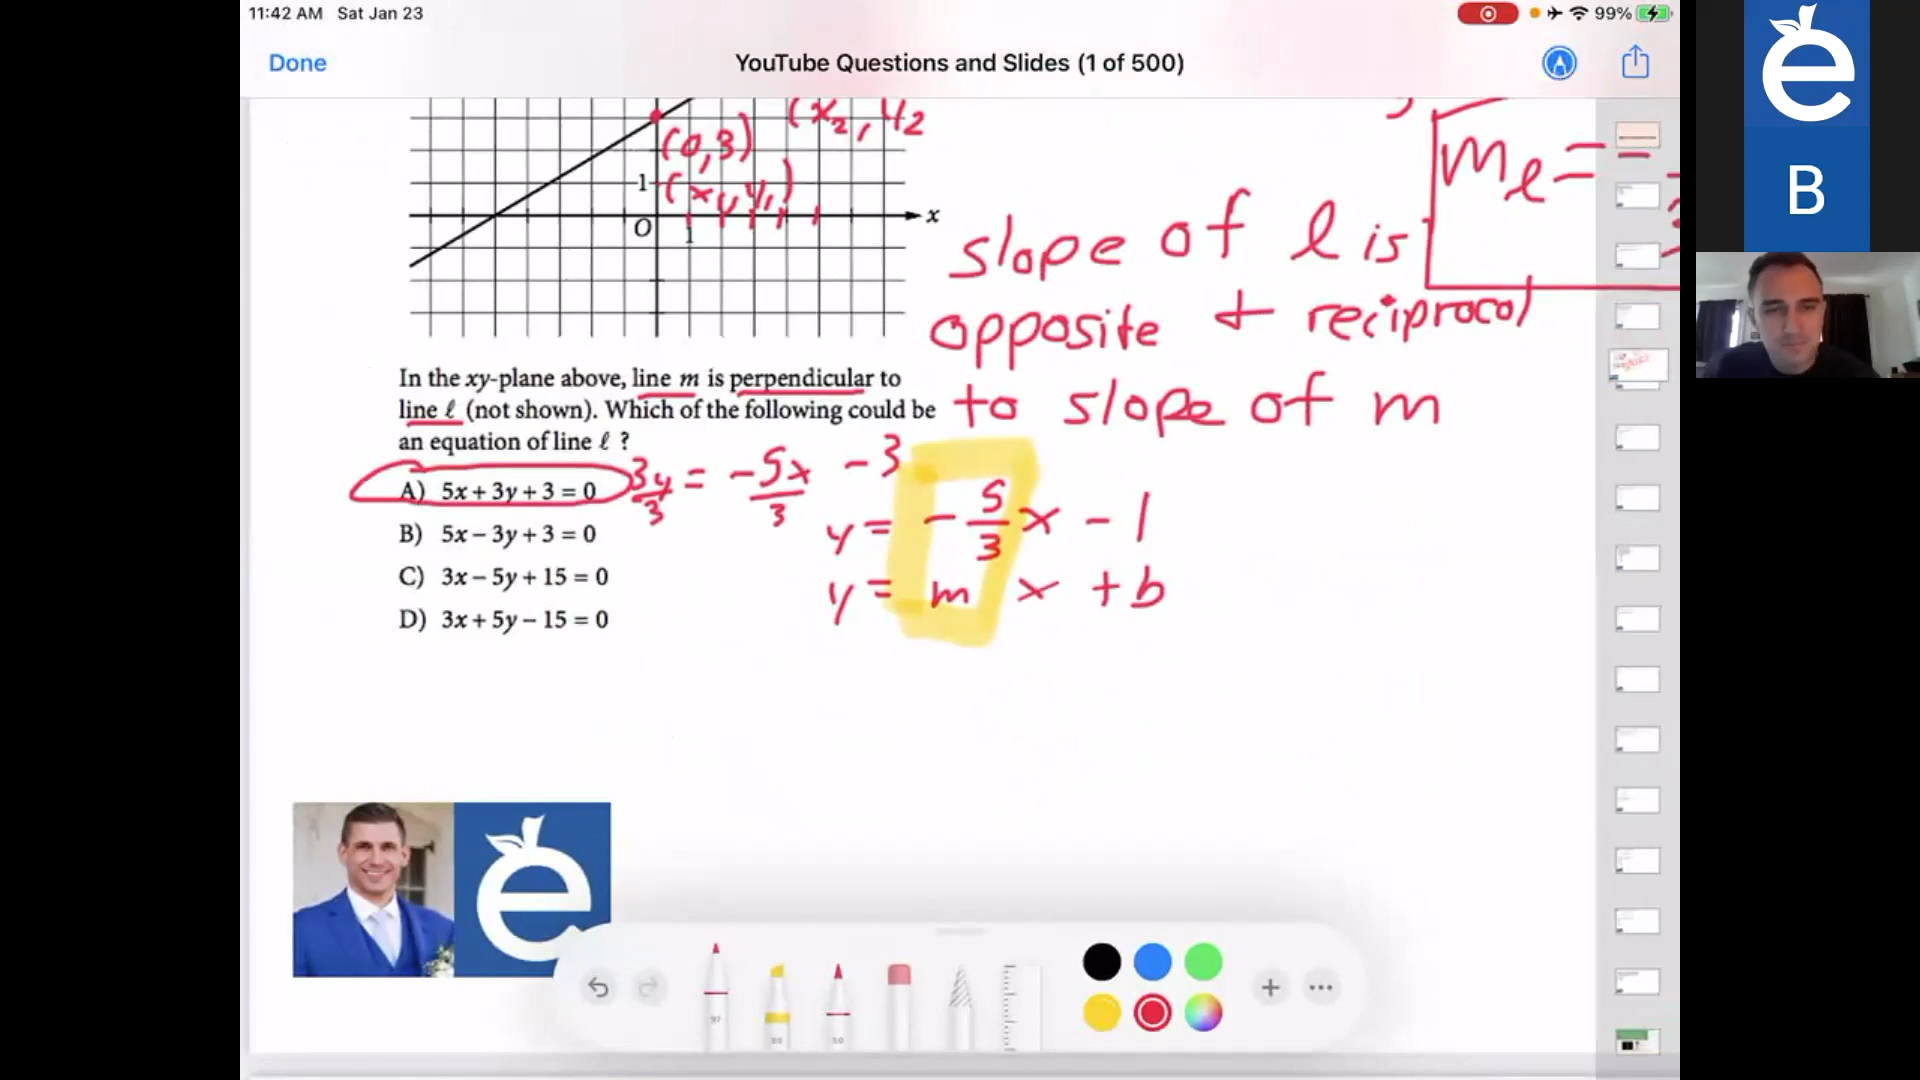 11:42 AM Sat Jan 23
99%
Done
YouTube Questions and Slides (1 of 500)
B
(x2, y2
(0,3)
(x1, y1)
1
O
1
x
me =
slope of ℓ is
opposite + reciprocal
to slope of m
In the xy-plane above, line m is perpendicular to
line ℓ (not shown). Which of the following could be
an equation of line ℓ ?
A) 5x + 3y + 3 = 0
3y/3 = -5x/3 - 3
B) 5x − 3y + 3 = 0
y = -5/3 x - 1
C) 3x − 5y + 15 = 0
y = m x + b
D) 3x + 5y − 15 = 0
e
97
80
50